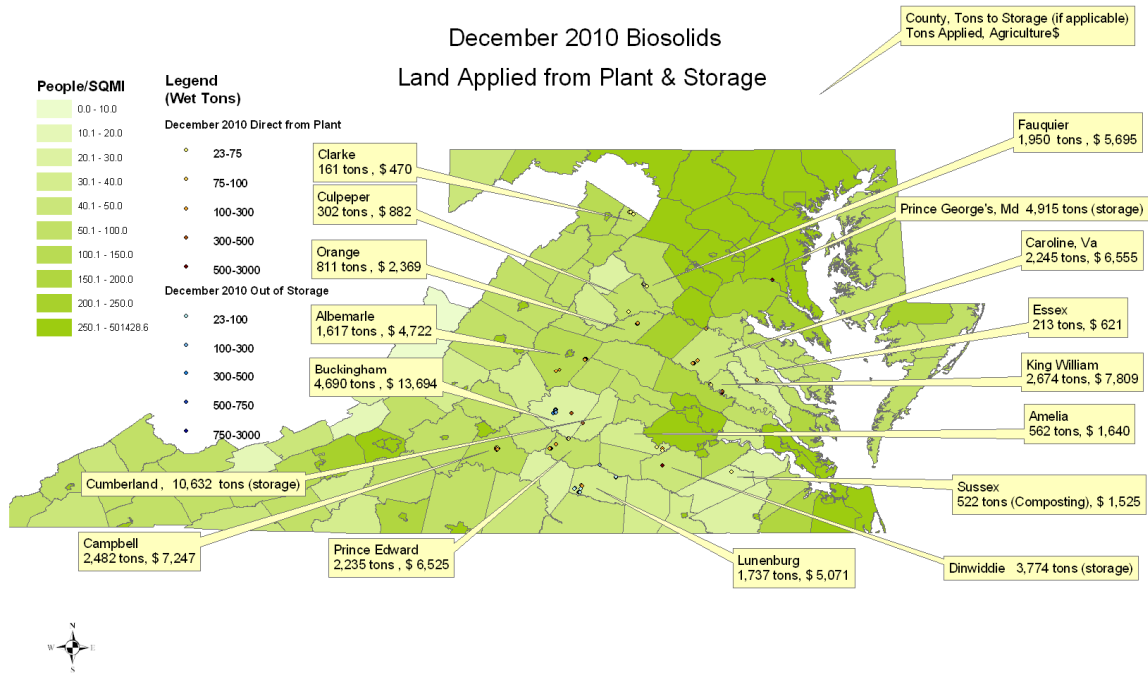 December 2010 Biosolids
Land Applied from Plant & Storage
County, Tons to Storage (if applicable)
Tons Applied, Agriculture$
People/SQMI
0.0 - 10.0
10.1 - 20.0
20.1 - 30.0
30.1 - 40.0
40.1 - 50.0
50.1 - 100.0
100.1 - 150.0
150.1 - 200.0
200.1 - 250.0
250.1 - 501428.6
Legend
(Wet Tons)
December 2010 Direct from Plant
23-75
75-100
100-300
300-500
500-3000
December 2010 Out of Storage
23-100
100-300
300-500
500-750
750-3000
Clarke
161 tons , $ 470
Culpeper
302 tons , $ 882
Orange
811 tons , $ 2,369
Albemarle
1,617 tons , $ 4,722
Buckingham
4,690 tons , $ 13,694
Cumberland , 10,632 tons (storage)
Campbell
2,482 tons, $ 7,247
Prince Edward
2,235 tons , $ 6,525
Lunenburg
1,737 tons, $ 5,071
Fauquier
1,950 tons , $ 5,695
Prince George's, Md 4,915 tons (storage)
Caroline, Va
2,245 tons, $ 6,555
Essex
213 tons, $ 621
King William
2,674 tons, $ 7,809
Amelia
562 tons, $ 1,640
Sussex
522 tons (Composting), $ 1,525
Dinwiddie 3,774 tons (storage)
N
W E
S